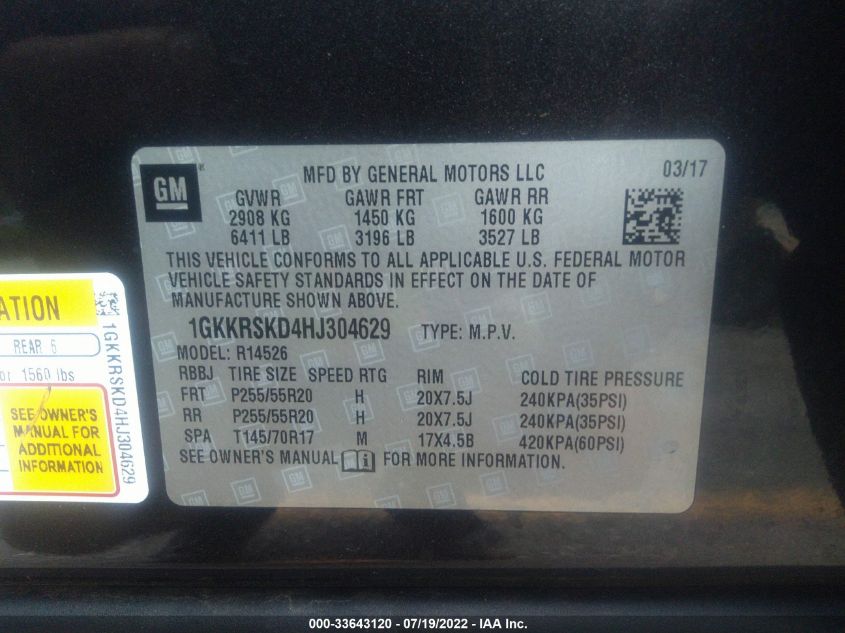 GM
MFD BY GENERAL MOTORS LLC 03/17
GVWR GAWR FRT GAWR RR
2908 KG 1450 KG 1600 KG
6411 LB 3196 LB 3527 LB
THIS VEHICLE CONFORMS TO ALL APPLICABLE U.S. FEDERAL MOTOR
VEHICLE SAFETY STANDARDS IN EFFECT ON THE DATE OF
MANUFACTURE SHOWN ABOVE.
1GKKRSKD4HJ304629 TYPE: M.P.V.
MODEL: R14526
RBBJ TIRE SIZE SPEED RTG RIM COLD TIRE PRESSURE
FRT P255/55R20 H 20X7.5J 240KPA(35PSI)
RR P255/55R20 H 20X7.5J 240KPA(35PSI)
SPA T145/70R17 M 17X4.5B 420KPA(60PSI)
SEE OWNER'S MANUAL FOR MORE INFORMATION.
REAR 6
1560 lbs
SEE OWNER'S
MANUAL FOR
ADDITIONAL
INFORMATION
1GKKRSKD4HJ304629
000-33643120 - 07/19/2022 - IAA Inc.